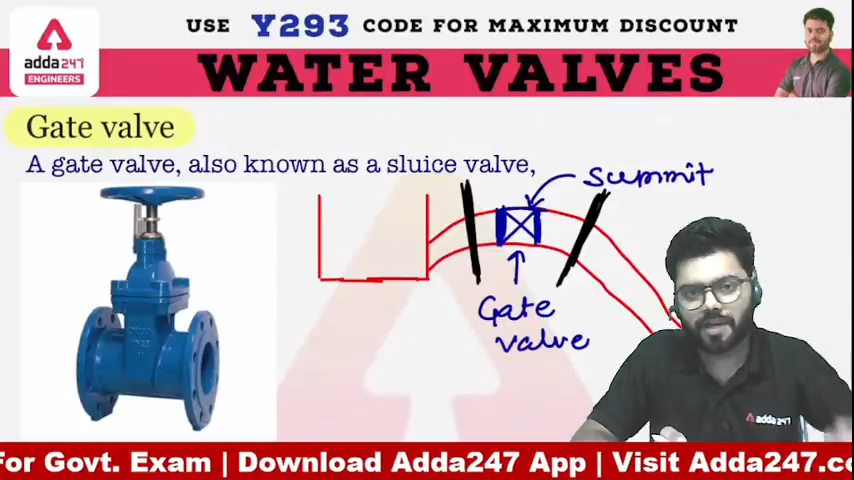 USE Y293 CODE FOR MAXIMUM DISCOUNT
adda247
ENGINEERS
WATER VALVES
Gate valve
A gate valve, also known as a sluice valve,
summit
Gate
valve
adda247
For Govt. Exam | Download Adda247 App | Visit Adda247.co